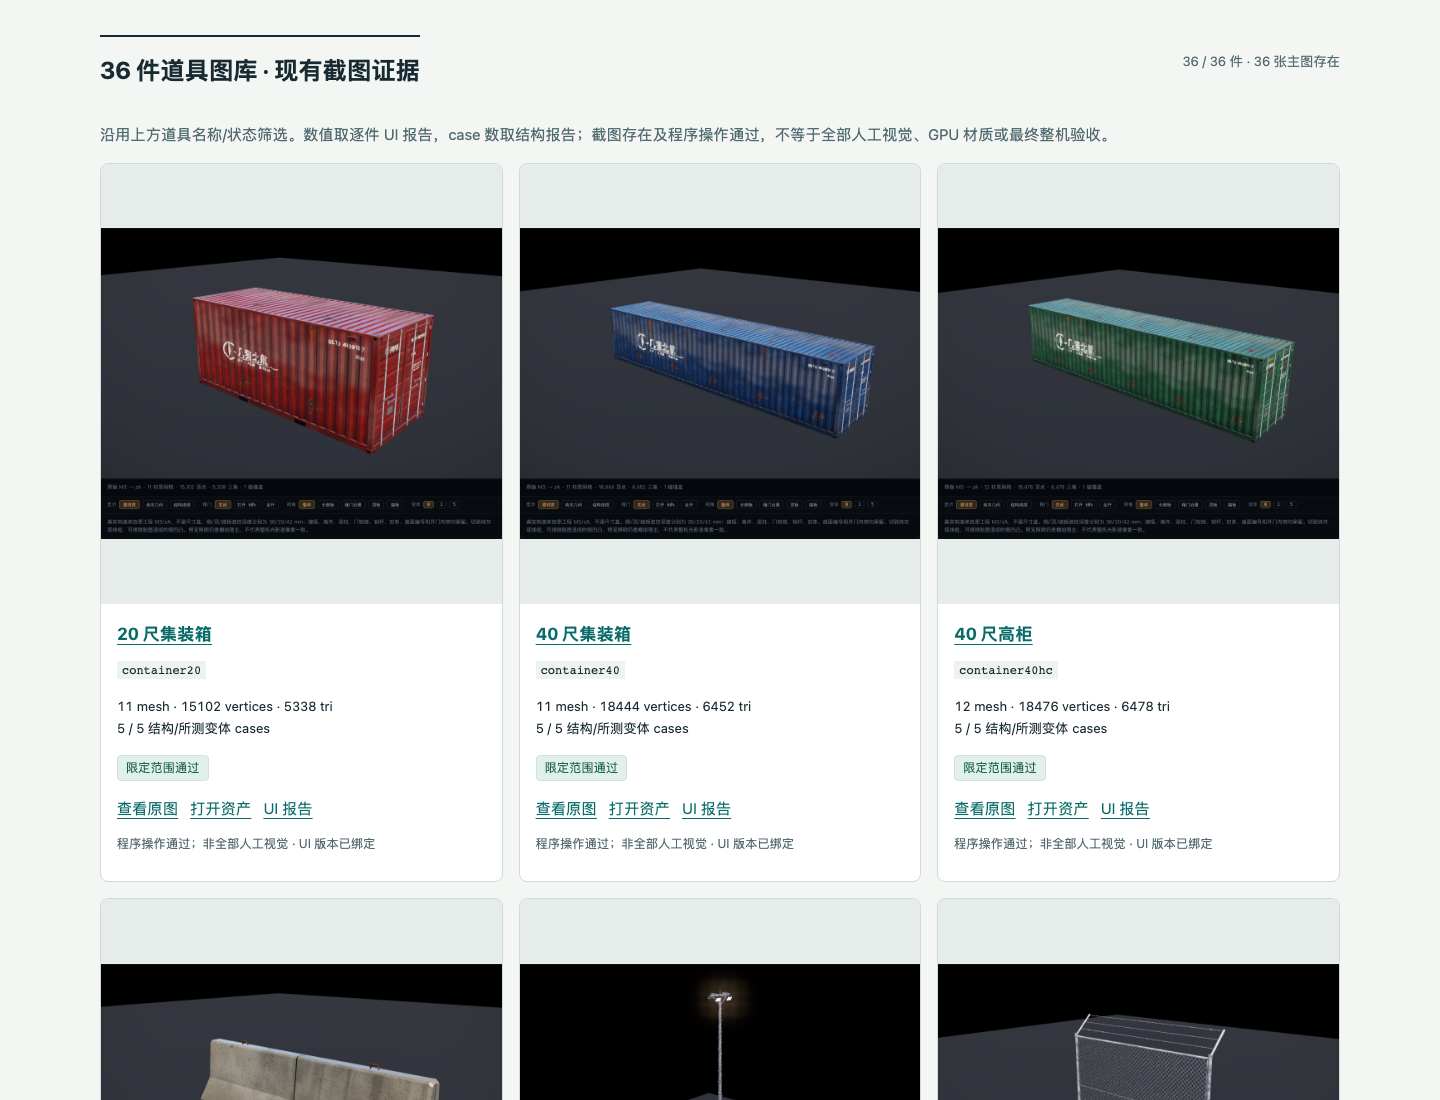 36 件道具图库 · 现有截图证据
36 / 36 件 · 36 张主图存在
沿用上方道具名称/状态筛选。数值取逐件 UI 报告，case 数取结构报告；截图存在及程序操作通过，不等于全部人工视觉、GPU 材质或最终整机验收。
20 尺集装箱
container20
11 mesh · 15102 vertices · 5338 tri
5 / 5 结构/所测变体 cases
限定范围通过
查看原图 打开资产 UI 报告
程序操作通过；非全部人工视觉 · UI 版本已绑定
40 尺集装箱
container40
11 mesh · 18444 vertices · 6452 tri
5 / 5 结构/所测变体 cases
限定范围通过
查看原图 打开资产 UI 报告
程序操作通过；非全部人工视觉 · UI 版本已绑定
40 尺高柜
container40hc
12 mesh · 18476 vertices · 6478 tri
5 / 5 结构/所测变体 cases
限定范围通过
查看原图 打开资产 UI 报告
程序操作通过；非全部人工视觉 · UI 版本已绑定